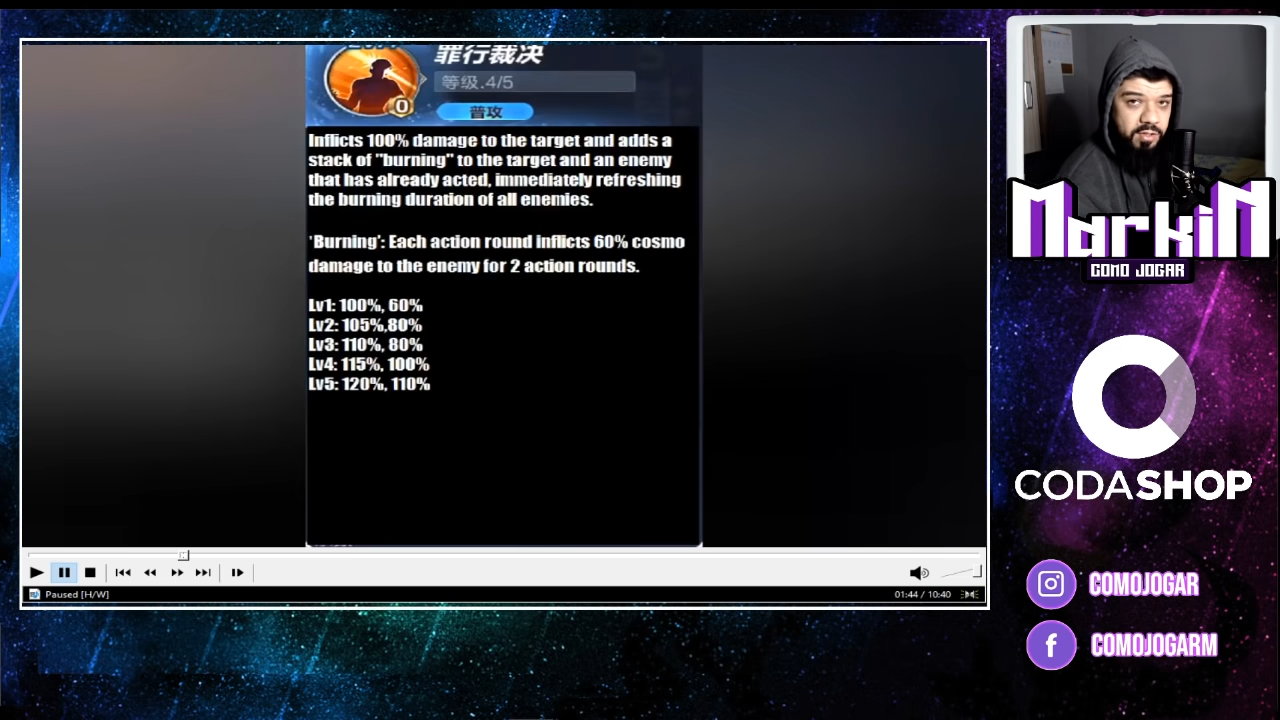 罪行裁决
等级.4/5
0
普攻
Inflicts 100% damage to the target and adds a
stack of "burning" to the target and an enemy
that has already acted, immediately refreshing
the burning duration of all enemies.
'Burning': Each action round inflicts 60% cosmo
damage to the enemy for 2 action rounds.
Lv1: 100%, 60%
Lv2: 105%,80%
Lv3: 110%, 80%
Lv4: 115%, 100%
Lv5: 120%, 110%
Paused [H/W]
01:44 / 10:40
MarkiN
COMO JOGAR
CODASHOP
COMOJOGAR
COMOJOGARM